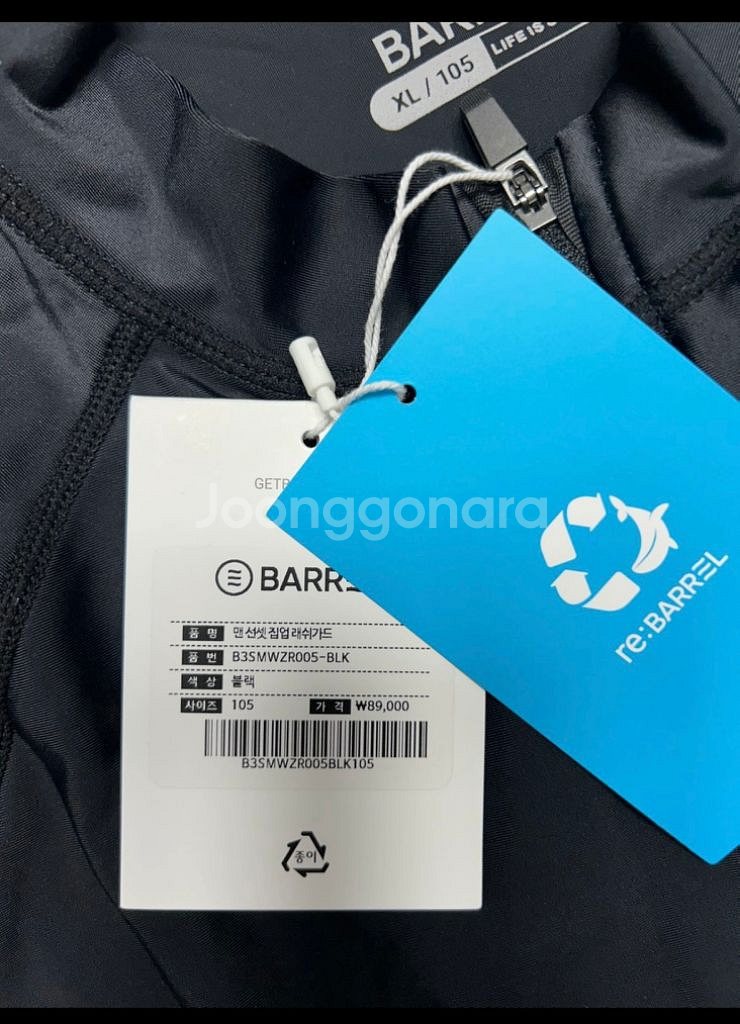 XL / 105
LIFE IS
Joonggonara
BARREL
품 명 맨 선셋 집업 래쉬가드
품 번 B3SMWZR005-BLK
색 상 블랙
사이즈 105 가 격 ₩89,000
B3SMWZR005BLK105
종이
re:BARREL